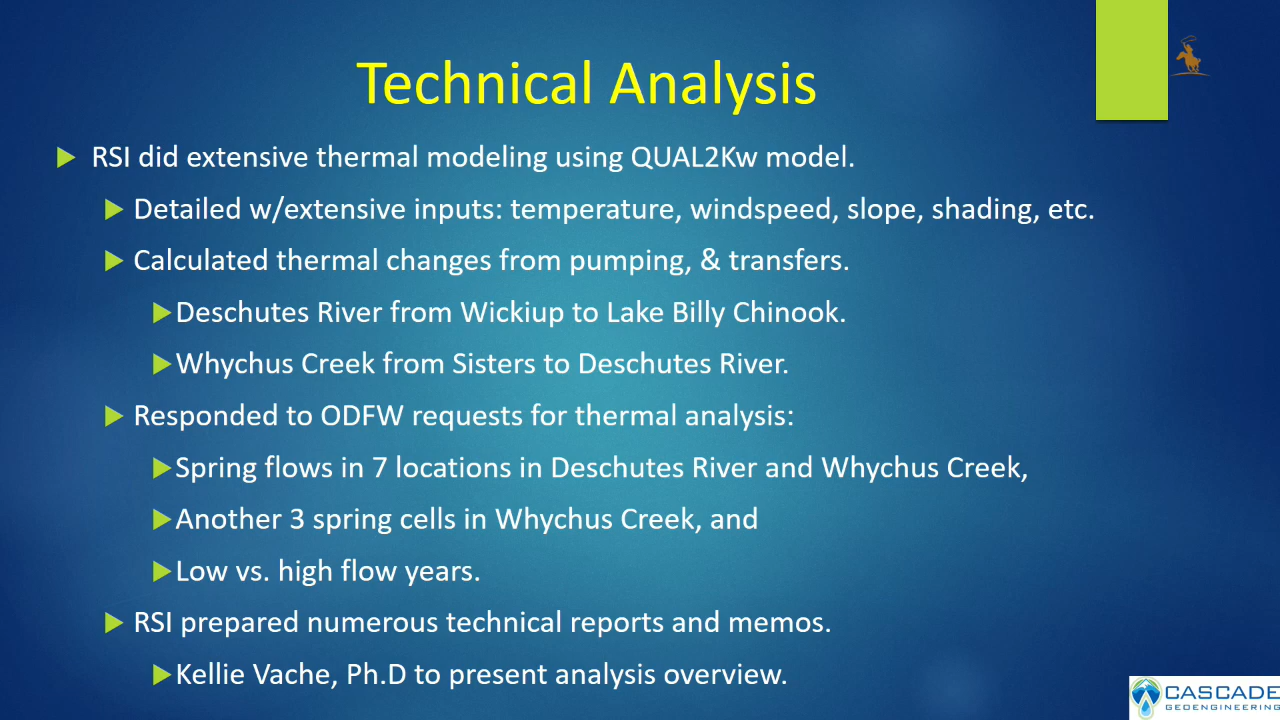 Technical Analysis
RSI did extensive thermal modeling using QUAL2Kw model.
Detailed w/extensive inputs: temperature, windspeed, slope, shading, etc.
Calculated thermal changes from pumping, & transfers.
Deschutes River from Wickiup to Lake Billy Chinook.
Whychus Creek from Sisters to Deschutes River.
Responded to ODFW requests for thermal analysis:
Spring flows in 7 locations in Deschutes River and Whychus Creek,
Another 3 spring cells in Whychus Creek, and
Low vs. high flow years.
RSI prepared numerous technical reports and memos.
Kellie Vache, Ph.D to present analysis overview.
CASCADE
GEOENGINEERING